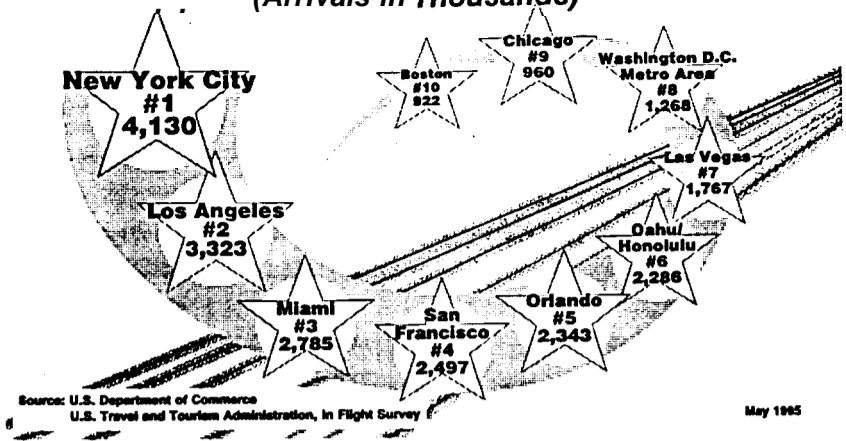 (Arrivals in Thousands)
New York City
#1
4,130
Los Angeles
#2
3,323
Miami
#3
2,785
San
Francisco
#4
2,497
Orlando
#5
2,343
Oahu/
Honolulu
#6
2,286
Las Vegas
#7
1,767
Washington D.C.
Metro Area
#8
1,268
Chicago
#9
960
Boston
#10
922
Source: U.S. Department of Commerce
U.S. Travel and Tourism Administration, In Flight Survey
May 1995